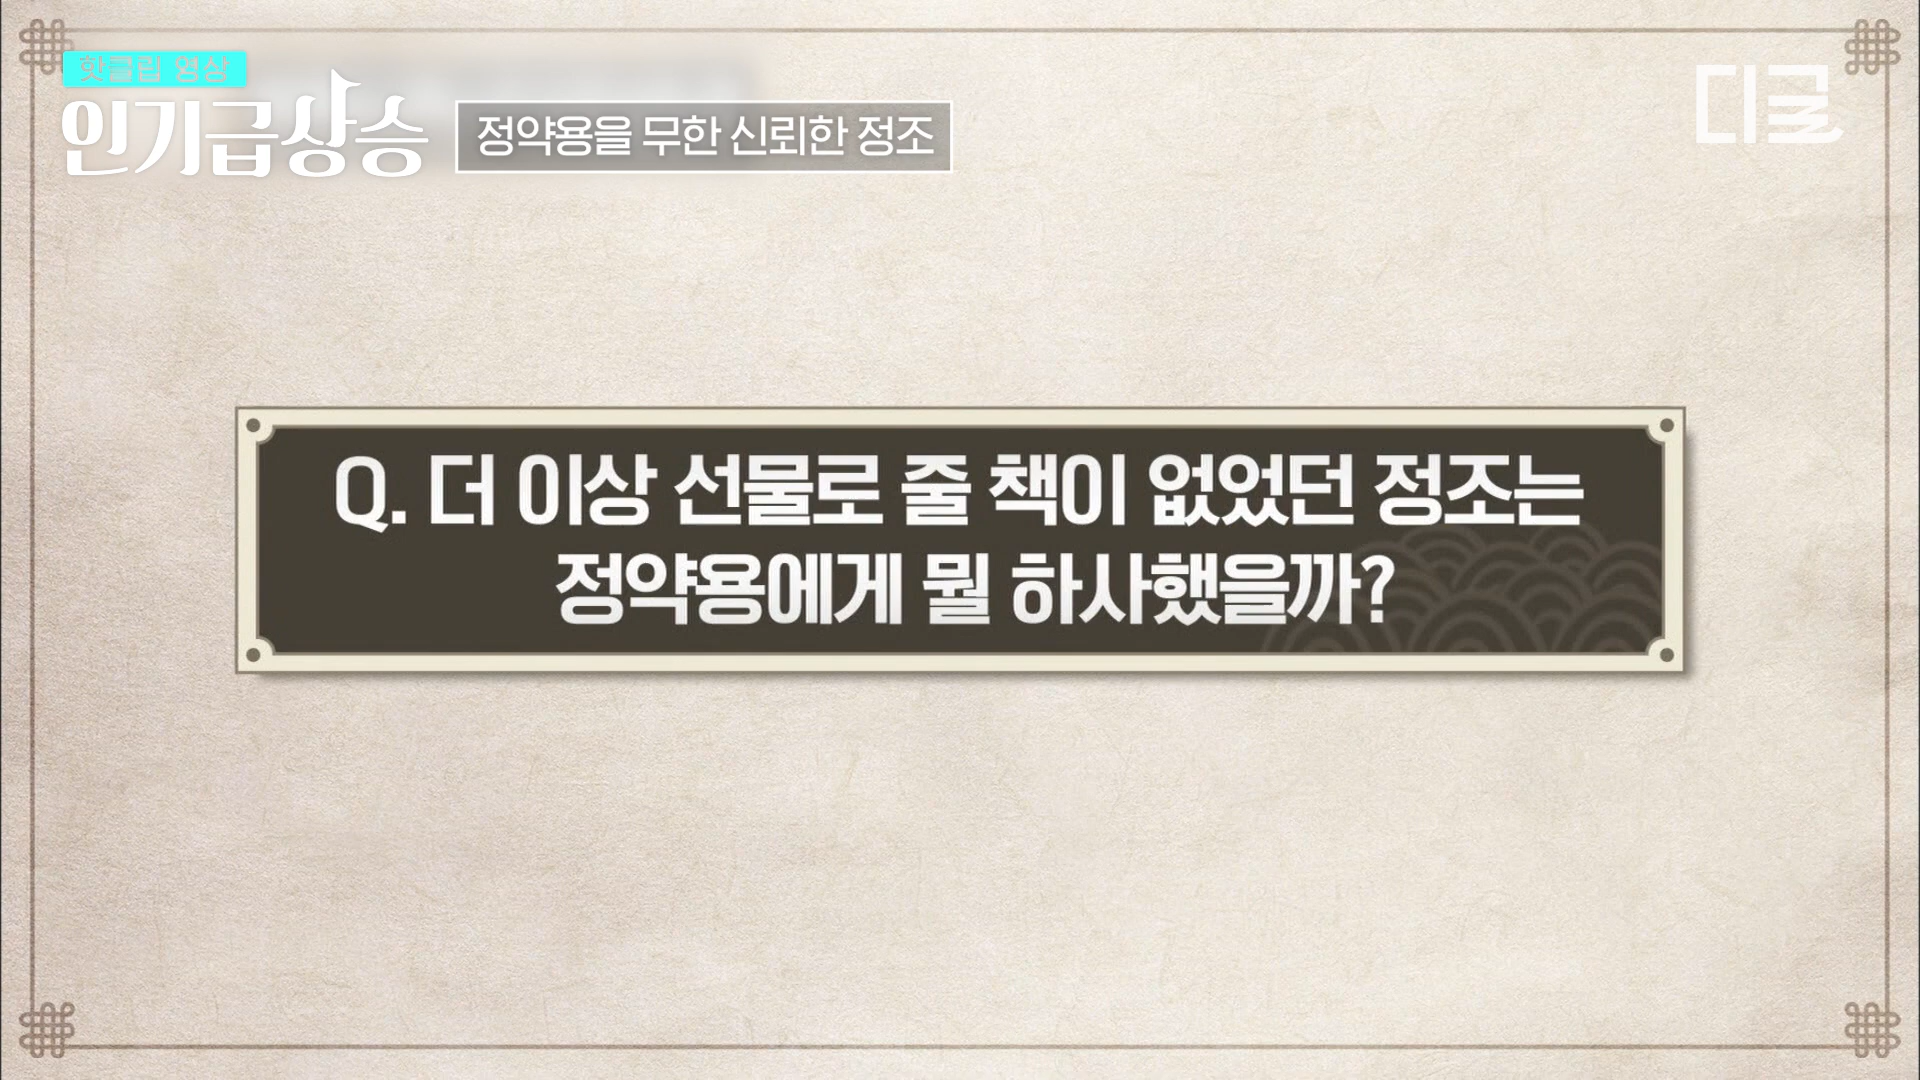 핫클립 영상
인기급상승
정약용을 무한 신뢰한 정조
디글
Q. 더 이상 선물로 줄 책이 없었던 정조는
정약용에게 뭘 하사했을까?